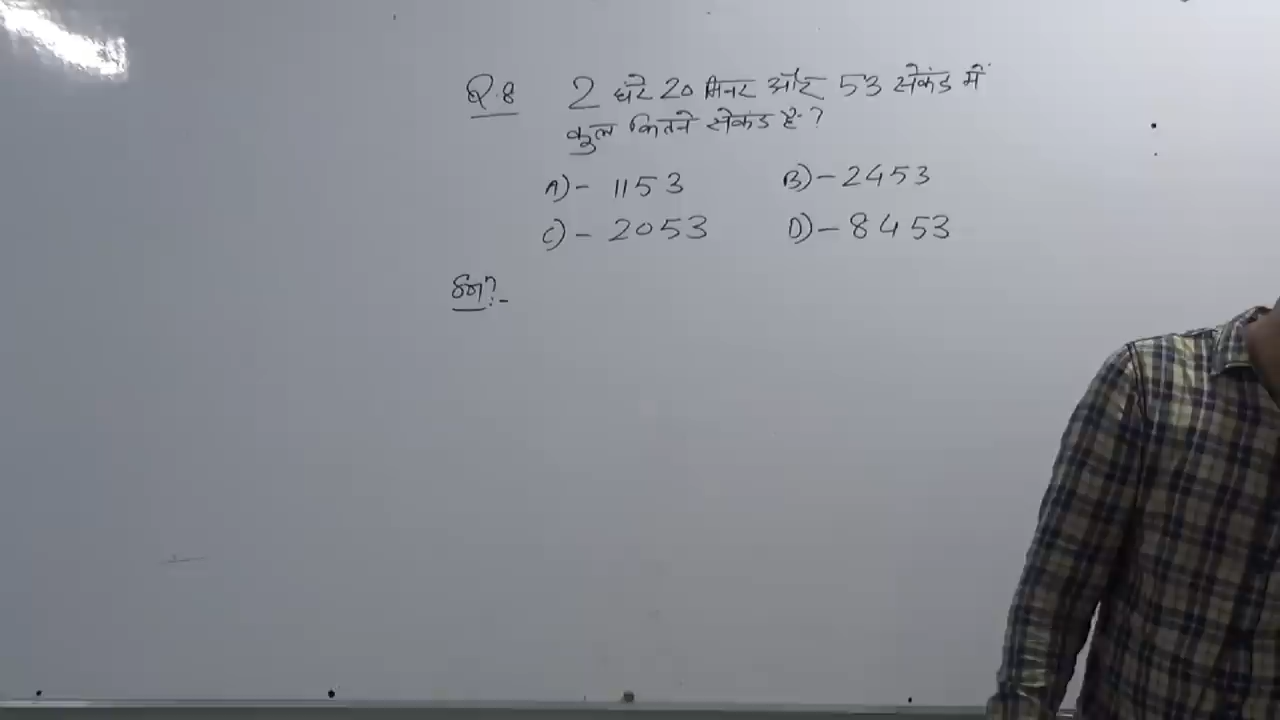 Q.8 2 घंटे 20 मिनट और 53 सेकंड में
कुल कितने सेकंड है ?
A)- 1153 B)- 2453
C)- 2053 D)- 8453
हल:-